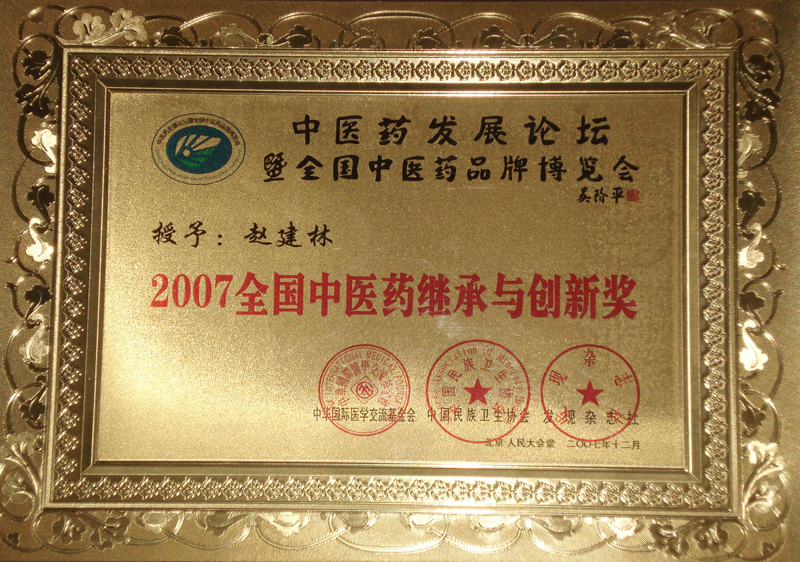 中医药发展论坛
暨全国中医药品牌博览会
吴阶平
授予：赵建林
2007全国中医药继承与创新奖
中华国际医学交流基金会 中国民族卫生协会 发现杂志社
北京·人民大会堂 二〇〇七年十二月